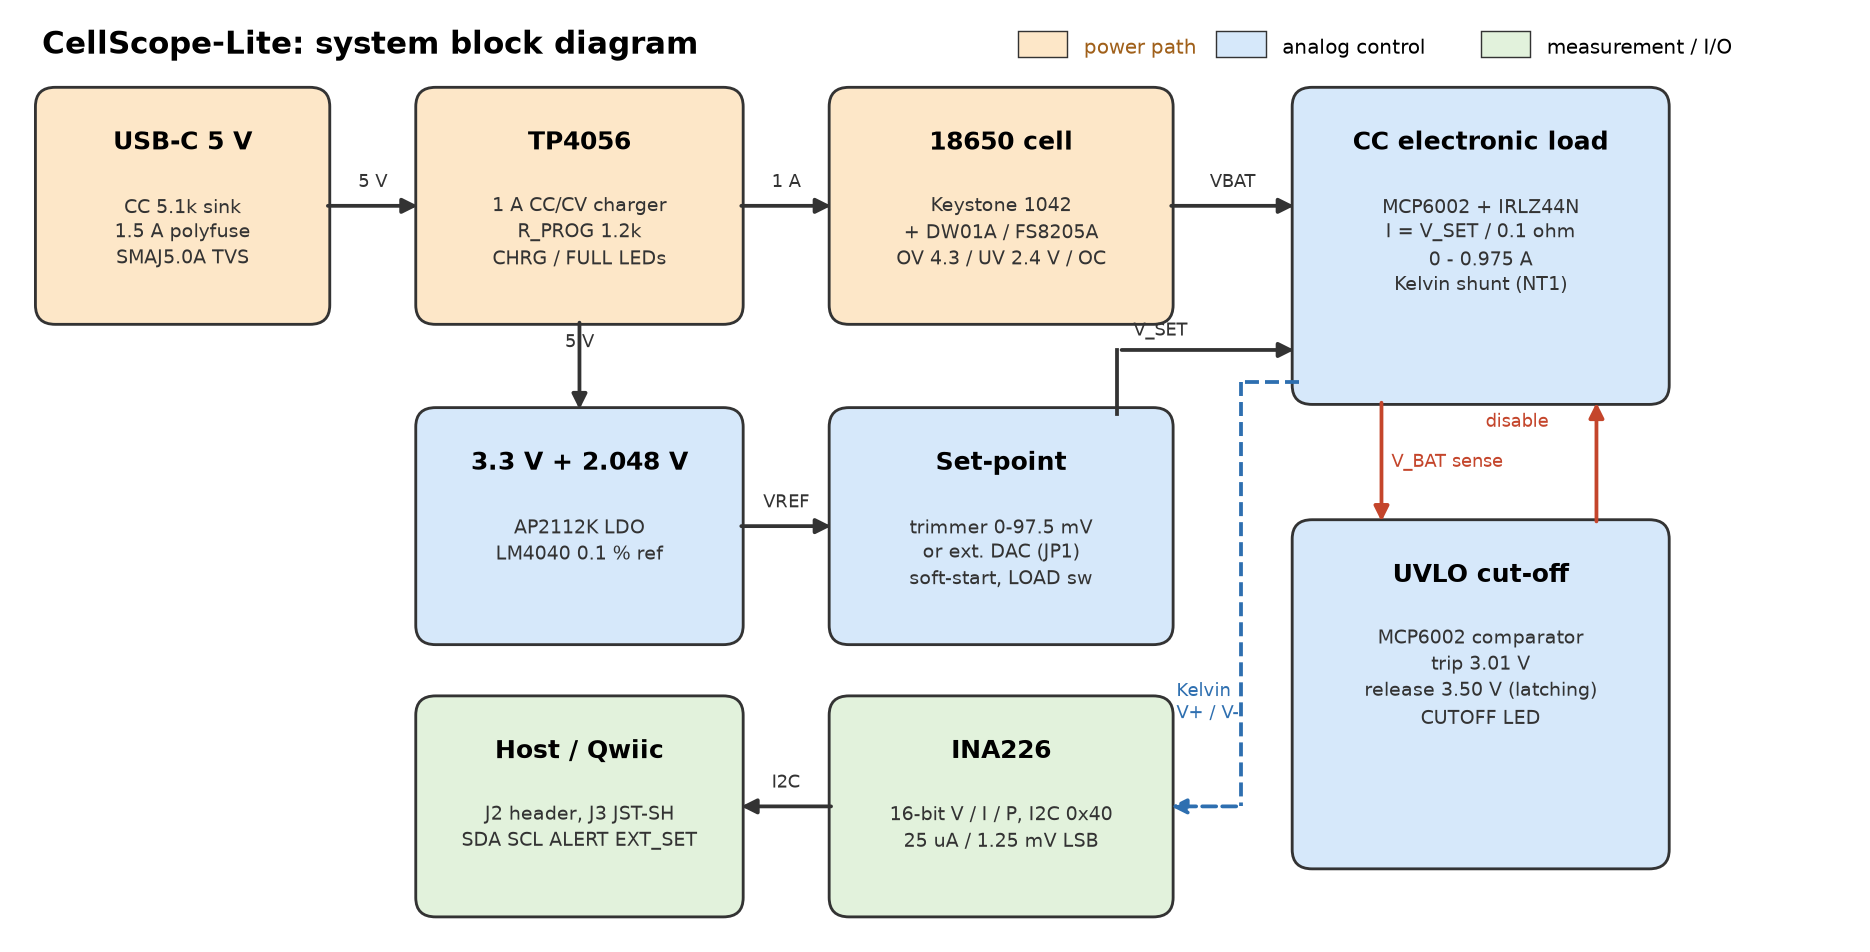 CellScope-Lite: system block diagram
power path
analog control
measurement / I/O
USB-C 5 V
CC 5.1k sink
1.5 A polyfuse
SMAJ5.0A TVS
5 V
TP4056
1 A CC/CV charger
R_PROG 1.2k
CHRG / FULL LEDs
1 A
18650 cell
Keystone 1042
+ DW01A / FS8205A
OV 4.3 / UV 2.4 V / OC
VBAT
CC electronic load
MCP6002 + IRLZ44N
I = V_SET / 0.1 ohm
0 - 0.975 A
Kelvin shunt (NT1)
5 V
V_SET
3.3 V + 2.048 V
AP2112K LDO
LM4040 0.1 % ref
VREF
Set-point
trimmer 0-97.5 mV
or ext. DAC (JP1)
soft-start, LOAD sw
disable
V_BAT sense
UVLO cut-off
MCP6002 comparator
trip 3.01 V
release 3.50 V (latching)
CUTOFF LED
Kelvin
V+ / V-
Host / Qwiic
J2 header, J3 JST-SH
SDA SCL ALERT EXT_SET
I2C
INA226
16-bit V / I / P, I2C 0x40
25 uA / 1.25 mV LSB